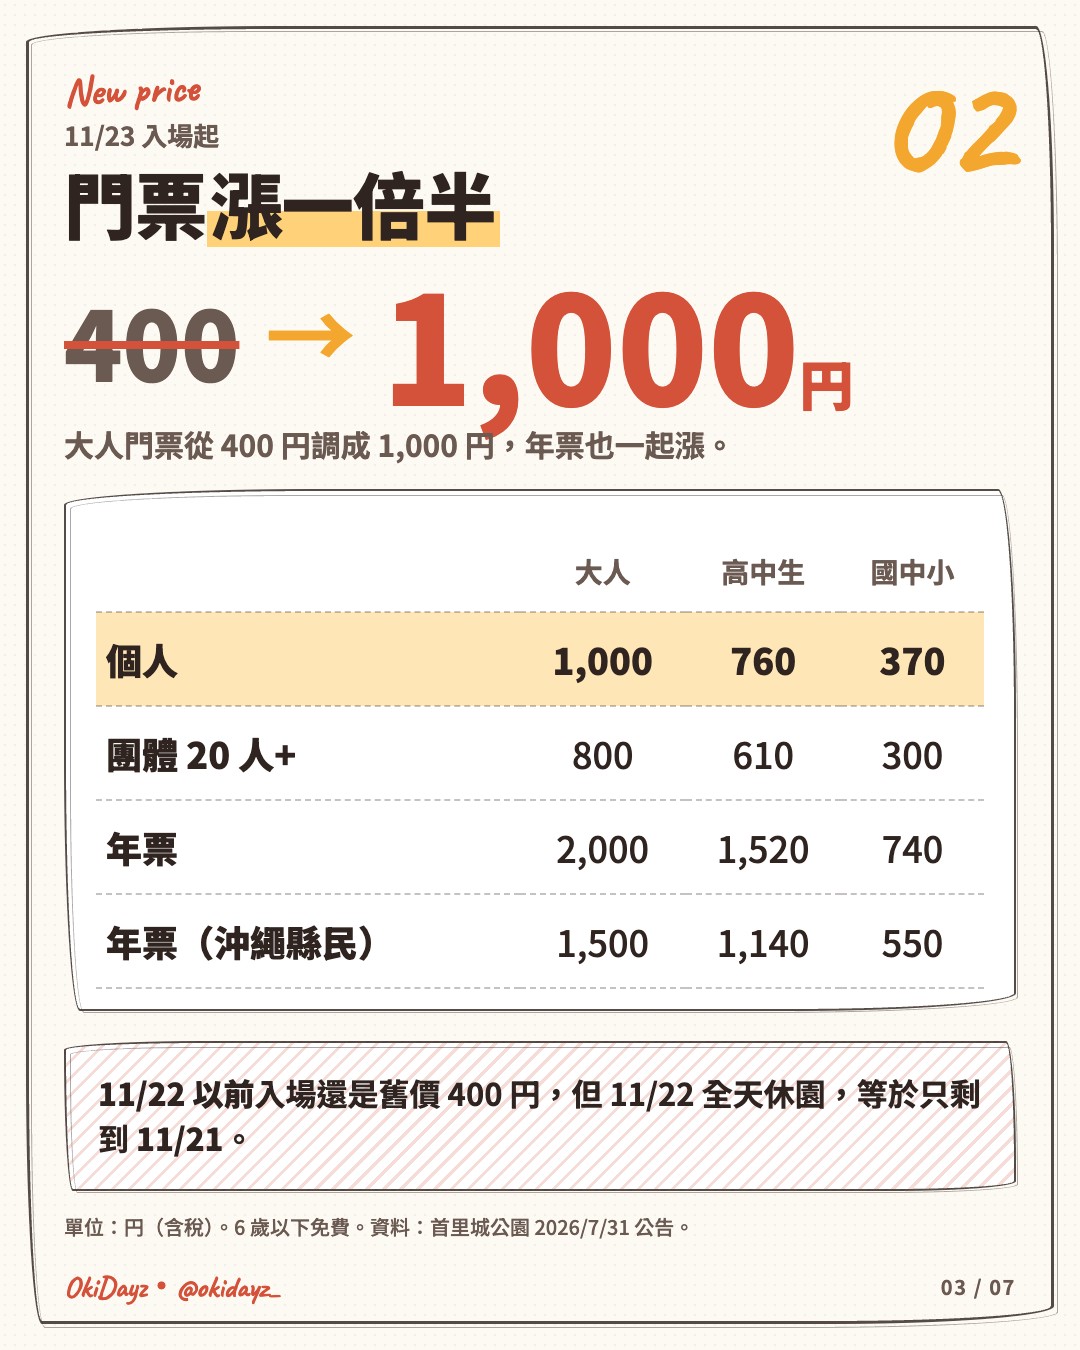 New price
02
11/23 入場起
門票漲一倍半
400 → 1,000円
大人門票從 400 円調成 1,000 円，年票也一起漲。
大人 高中生 國中小
個人 1,000 760 370
團體 20 人+ 800 610 300
年票 2,000 1,520 740
年票（沖繩縣民） 1,500 1,140 550
11/22 以前入場還是舊價 400 円，但 11/22 全天休園，等於只剩
到 11/21。
單位：円（含稅）。6 歲以下免費。資料：首里城公園 2026/7/31 公告。
OkiDayz • @okidayz_
03 / 07